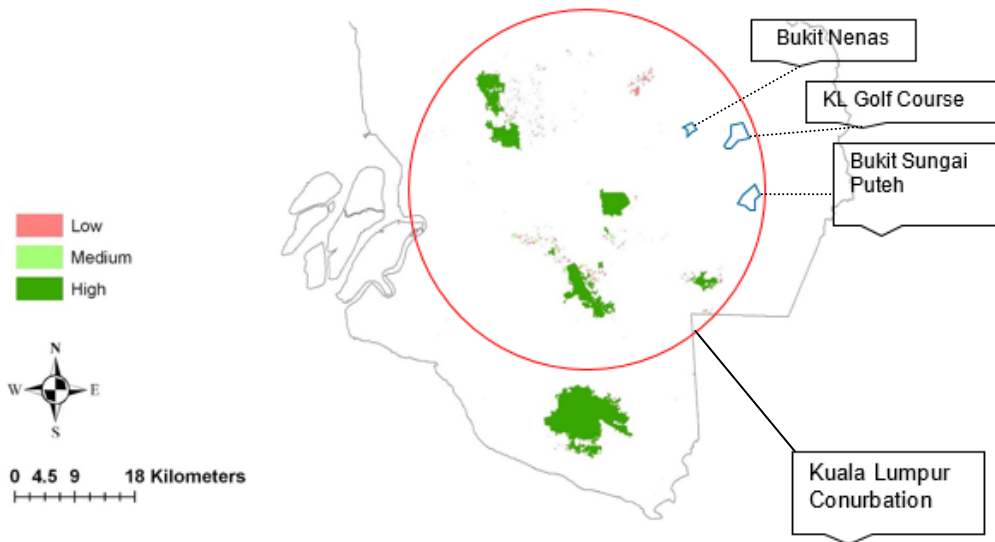 Bukit Nenas
KL Golf Course
Bukit Sungai
Puteh
Low
Medium
High
N
W E
S
0 4.5 9 18 Kilometers
Kuala Lumpur
Conurbation